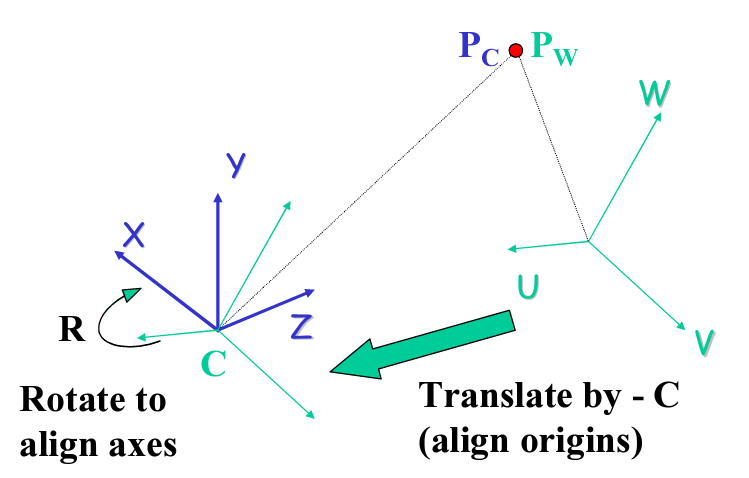 P_C P_W
W
y
X
U
R
Z
C
V
Rotate to
align axes
Translate by - C
(align origins)